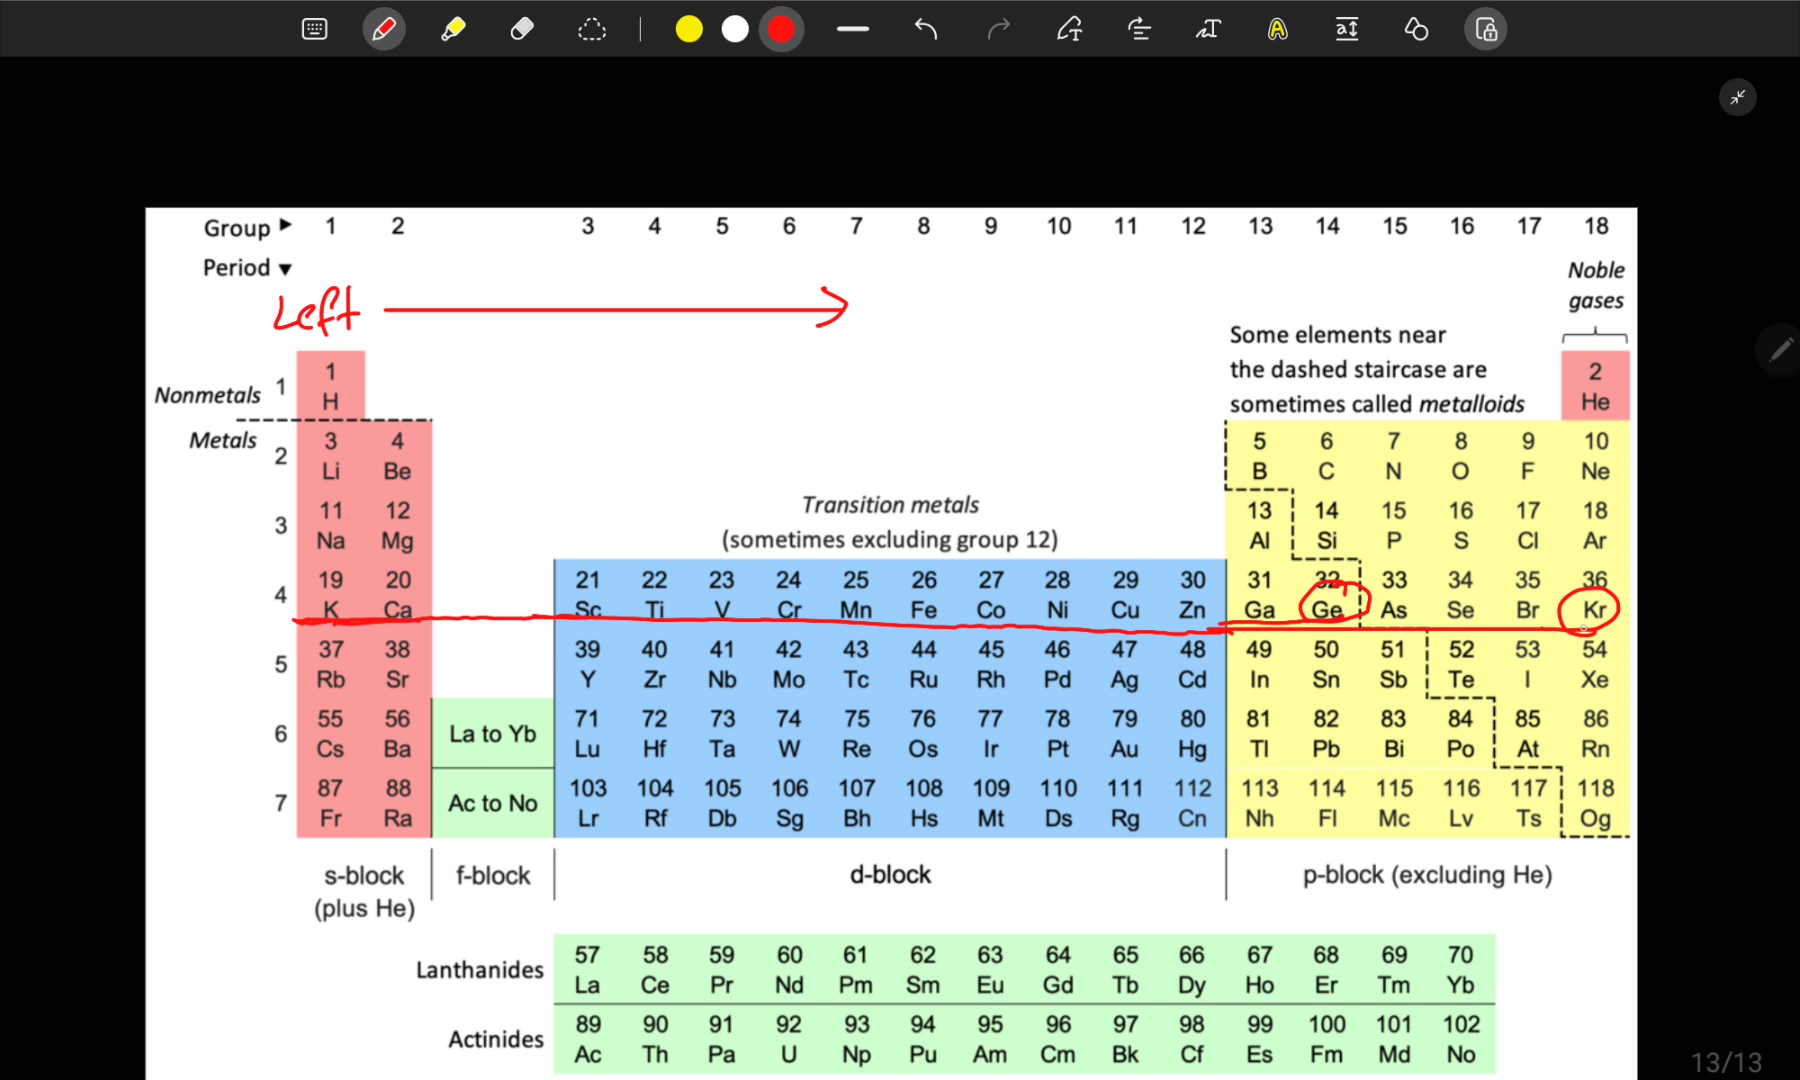 Group ▶ 1 2 3 4 5 6 7 8 9 10 11 12 13 14 15 16 17 18
Period ▼
Left
Noble
gases
Some elements near
the dashed staircase are
sometimes called metalloids
Nonmetals
Metals
1
1 2
H He
2
3 4 5 6 7 8 9 10
Li Be B C N O F Ne
Transition metals
(sometimes excluding group 12)
3
11 12 13 14 15 16 17 18
Na Mg Al Si P S Cl Ar
4
19 20 21 22 23 24 25 26 27 28 29 30 31 32 33 34 35 36
K Ca Sc Ti V Cr Mn Fe Co Ni Cu Zn Ga Ge As Se Br Kr
5
37 38 39 40 41 42 43 44 45 46 47 48 49 50 51 52 53 54
Rb Sr Y Zr Nb Mo Tc Ru Rh Pd Ag Cd In Sn Sb Te I Xe
6
55 56 La to Yb 71 72 73 74 75 76 77 78 79 80 81 82 83 84 85 86
Cs Ba Lu Hf Ta W Re Os Ir Pt Au Hg Tl Pb Bi Po At Rn
7
87 88 Ac to No 103 104 105 106 107 108 109 110 111 112 113 114 115 116 117 118
Fr Ra Lr Rf Db Sg Bh Hs Mt Ds Rg Cn Nh Fl Mc Lv Ts Og
s-block f-block d-block p-block (excluding He)
(plus He)
Lanthanides
57 58 59 60 61 62 63 64 65 66 67 68 69 70
La Ce Pr Nd Pm Sm Eu Gd Tb Dy Ho Er Tm Yb
Actinides
89 90 91 92 93 94 95 96 97 98 99 100 101 102
Ac Th Pa U Np Pu Am Cm Bk Cf Es Fm Md No
13/13